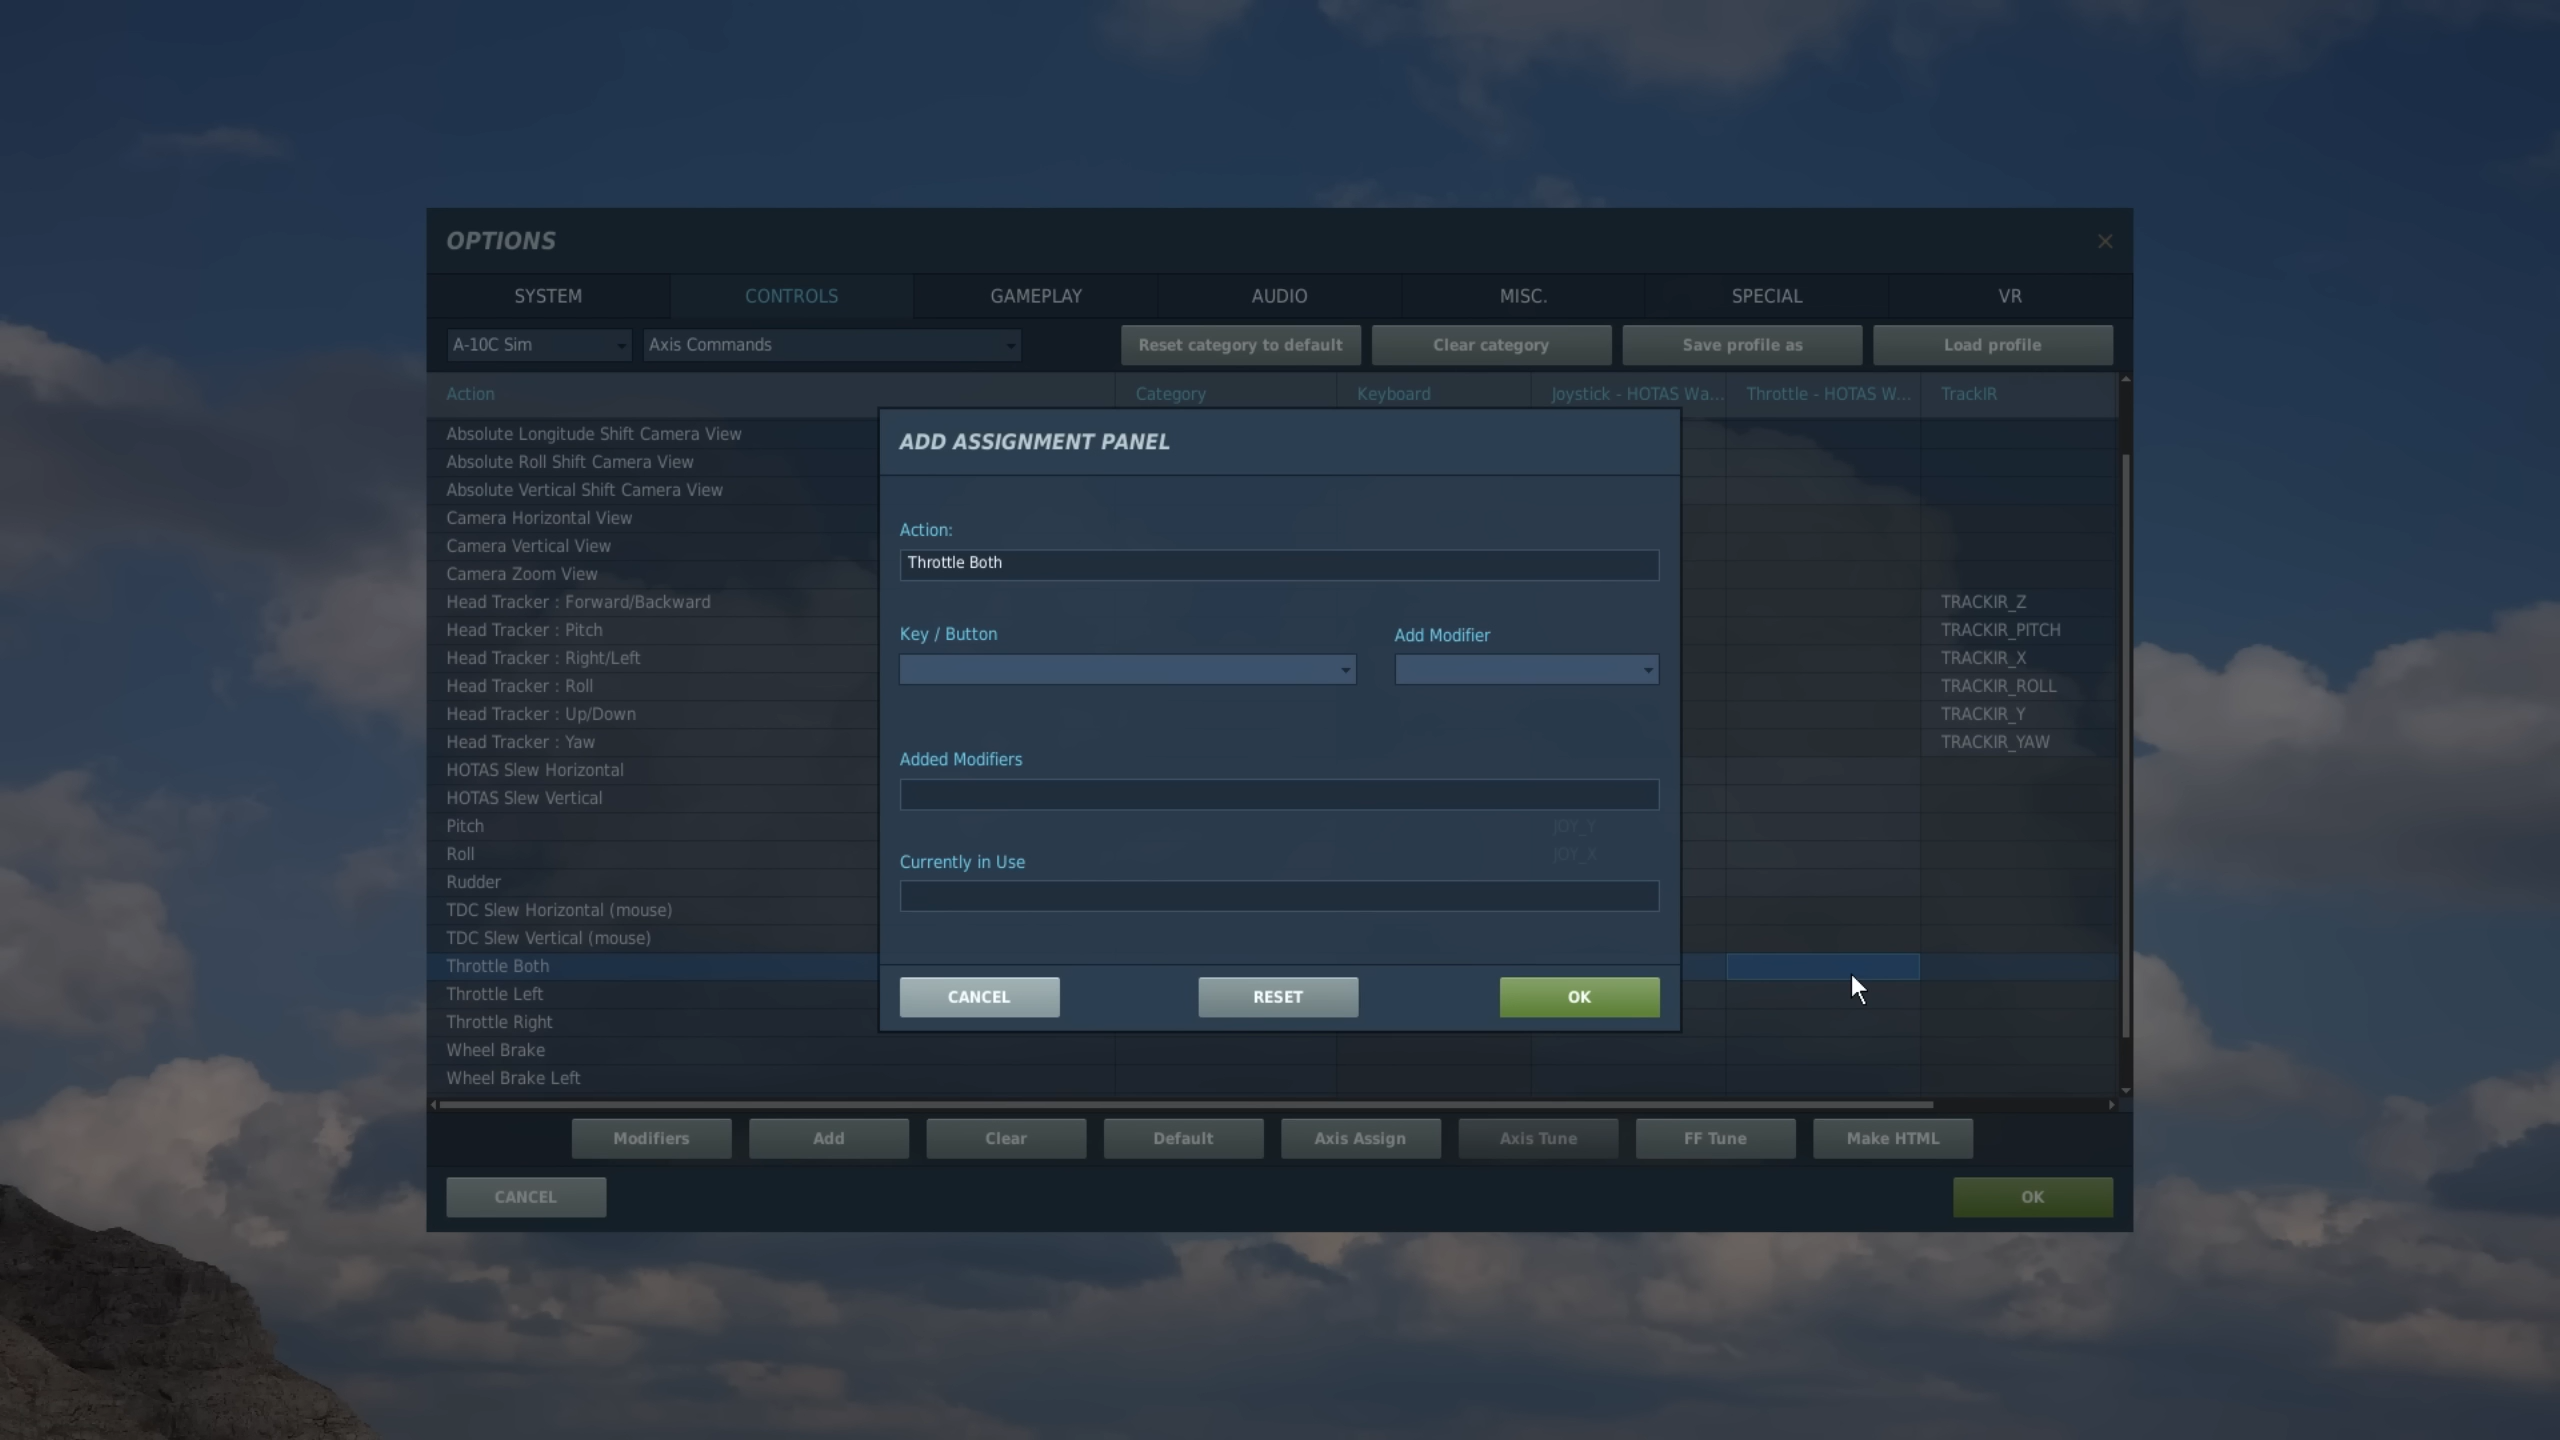 OPTIONS
SYSTEM CONTROLS GAMEPLAY AUDIO MISC. SPECIAL VR
A-10C Sim Axis Commands Reset category to default Clear category Save profile as Load profile
Action Category Keyboard Joystick - HOTAS Wa... Throttle - HOTAS W... TrackIR
Absolute Longitude Shift Camera View
Absolute Roll Shift Camera View
Absolute Vertical Shift Camera View
Camera Horizontal View
Camera Vertical View
Camera Zoom View
Head Tracker : Forward/Backward TRACKIR_Z
Head Tracker : Pitch TRACKIR_PITCH
Head Tracker : Right/Left TRACKIR_X
Head Tracker : Roll TRACKIR_ROLL
Head Tracker : Up/Down TRACKIR_Y
Head Tracker : Yaw TRACKIR_YAW
HOTAS Slew Horizontal
HOTAS Slew Vertical
Pitch JOY_Y
Roll JOY_X
Rudder
TDC Slew Horizontal (mouse)
TDC Slew Vertical (mouse)
Throttle Both
Throttle Left
Throttle Right
Wheel Brake
Wheel Brake Left
ADD ASSIGNMENT PANEL
Action:
Throttle Both
Key / Button Add Modifier
Added Modifiers
Currently in Use
CANCEL RESET OK
Modifiers Add Clear Default Axis Assign Axis Tune FF Tune Make HTML
CANCEL OK